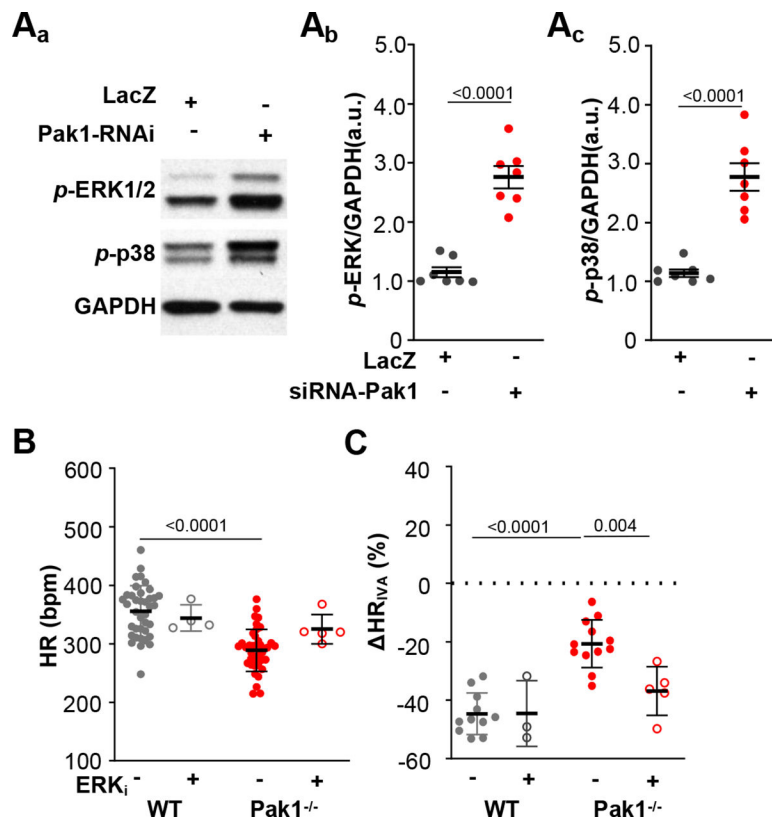 Aa
LacZ + -
Pak1-RNAi - +
p-ERK1/2
p-p38
GAPDH
Ab
p-ERK/GAPDH(a.u.)
5.0
4.0
3.0
2.0
1.0
0
<0.0001
LacZ + -
siRNA-Pak1 - +
Ac
p-p38/GAPDH(a.u.)
5.0
4.0
3.0
2.0
1.0
0
<0.0001
+ -
- +
B
HR (bpm)
600
500
400
300
200
100
<0.0001
ERKi - + - +
WT Pak1-/-
C
ΔHRIVA (%)
40
20
0
-20
-40
-60
<0.0001 0.004
- + - +
WT Pak1-/-